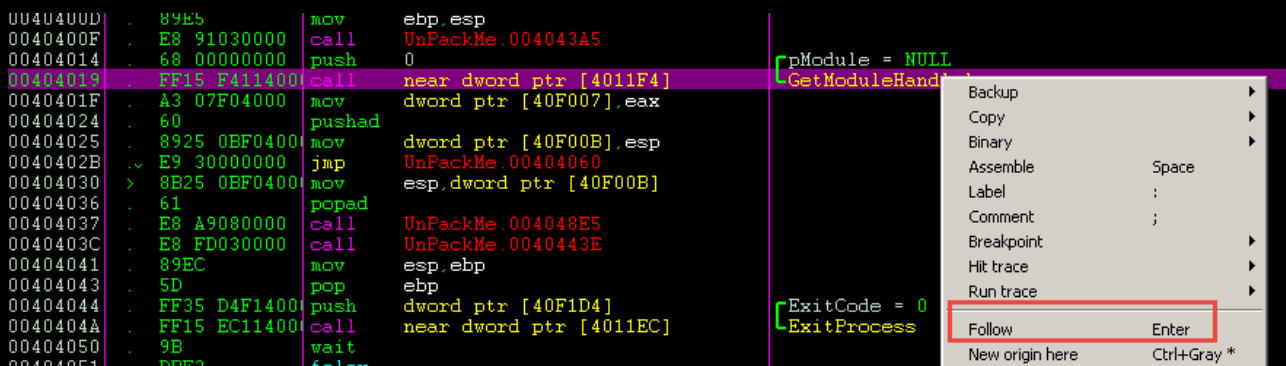 0040400D . 89E5 mov ebp,esp
0040400F . E8 91030000 call UnPackMe.004043A5
00404014 . 68 00000000 push 0 pModule = NULL
00404019 . FF15 F4114000 call near dword ptr [4011F4] GetModuleHand
0040401F . A3 07F04000 mov dword ptr [40F007],eax
00404024 . 60 pushad
00404025 . 8925 0BF0400 mov dword ptr [40F00B],esp
0040402B .v E9 30000000 jmp UnPackMe.00404060
00404030 > 8B25 0BF0400 mov esp,dword ptr [40F00B]
00404036 . 61 popad
00404037 . E8 A9080000 call UnPackMe.004048E5
0040403C . E8 FD030000 call UnPackMe.0040443E
00404041 . 89EC mov esp,ebp
00404043 . 5D pop ebp
00404044 . FF35 D4F1400 push dword ptr [40F1D4] ExitCode = 0
0040404A . FF15 EC11400 call near dword ptr [4011EC] ExitProcess
00404050 . 9B wait
Backup
Copy
Binary
Assemble Space
Label :
Comment ;
Breakpoint
Hit trace
Run trace
Follow Enter
New origin here Ctrl+Gray *